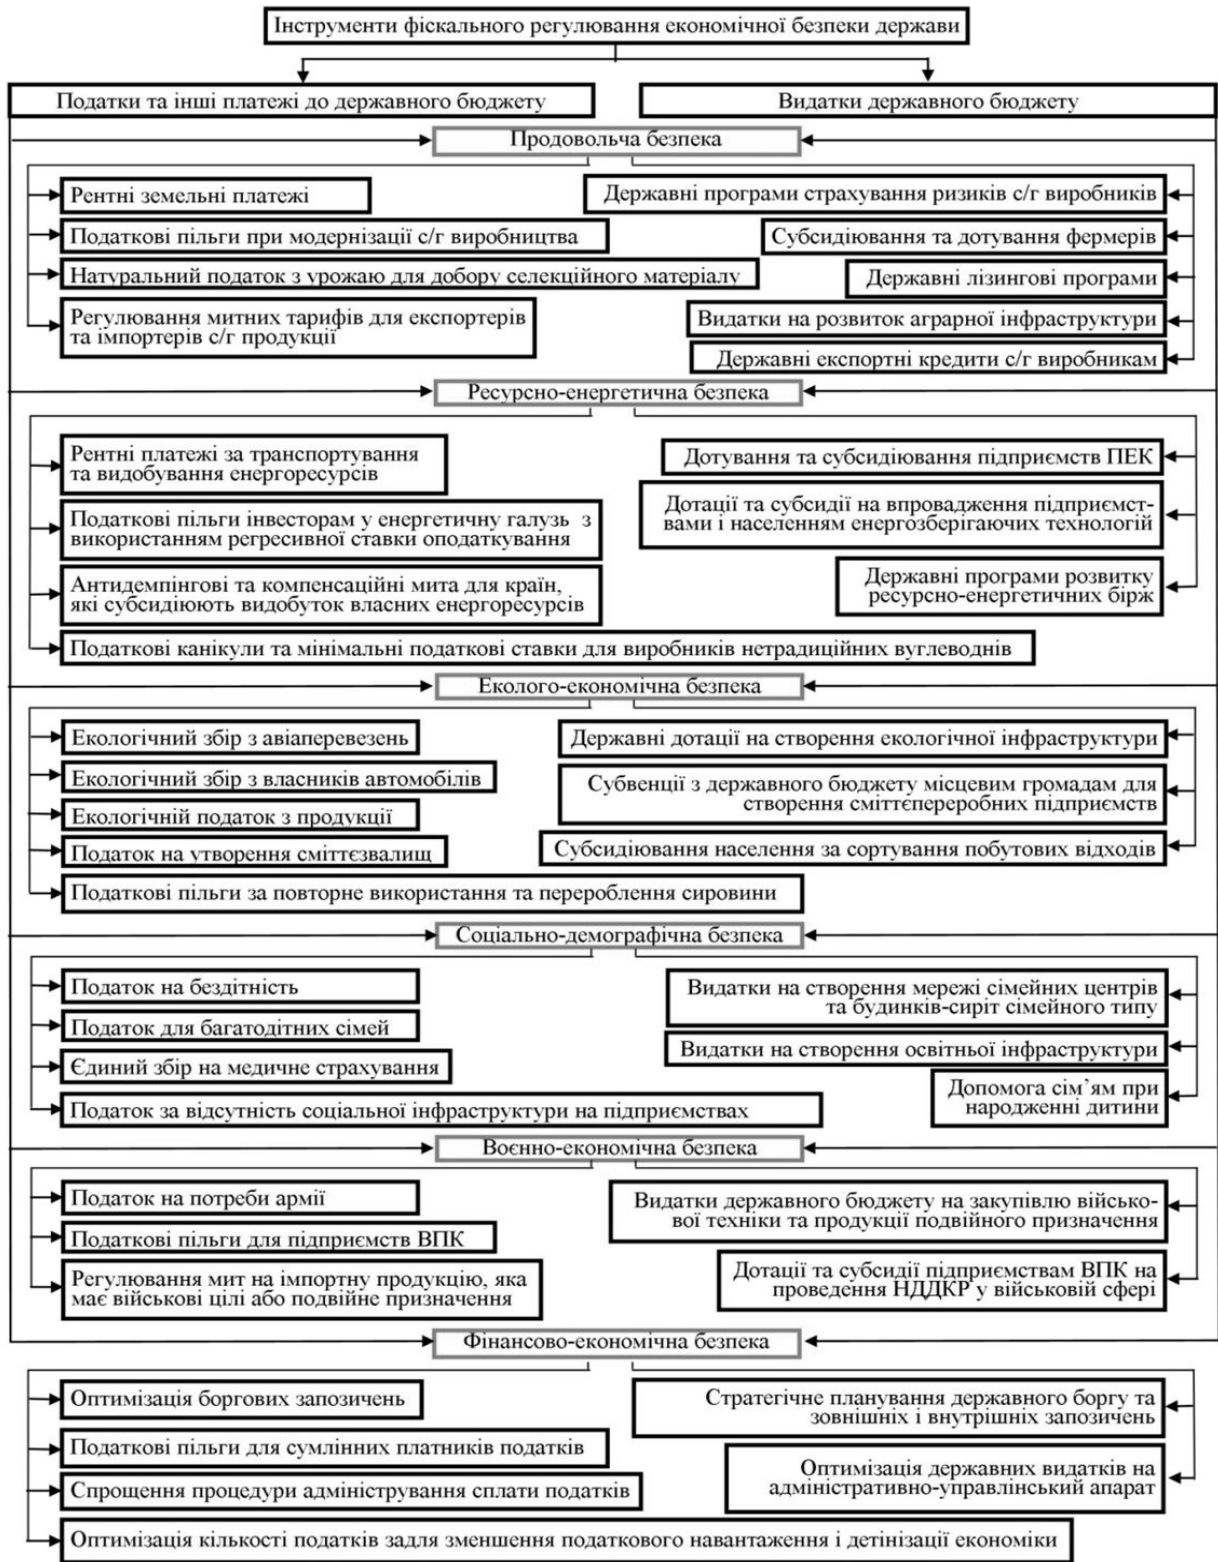 Інструменти фіскального регулювання економічної безпеки держави
Податки та інші платежі до державного бюджету
Видатки державного бюджету
Продовольча безпека
Рентні земельні платежі
Податкові пільги при модернізації с/г виробництва
Натуральний податок з урожаю для добору селекційного матеріалу
Регулювання митних тарифів для експортерів
та імпортерів с/г продукції
Державні програми страхування ризиків с/г виробників
Субсидіювання та дотування фермерів
Державні лізингові програми
Видатки на розвиток аграрної інфраструктури
Державні експортні кредити с/г виробникам
Ресурсно-енергетична безпека
Рентні платежі за транспортування
та видобування енергоресурсів
Податкові пільги інвесторам у енергетичну галузь з
використанням регресивної ставки оподаткування
Антидемпінгові та компенсаційні мита для країн,
які субсидіюють видобуток власних енергоресурсів
Податкові канікули та мінімальні податкові ставки для виробників нетрадиційних вуглеводнів
Дотування та субсидіювання підприємств ПЕК
Дотації та субсидії на впровадження підприємст-
вами і населенням енергозберігаючих технологій
Державні програми розвитку
ресурсно-енергетичних бірж
Еколого-економічна безпека
Екологічний збір з авіаперевезень
Екологічний збір з власників автомобілів
Екологічній податок з продукції
Податок на утворення сміттєзвалищ
Податкові пільги за повторне використання та перероблення сировини
Державні дотації на створення екологічної інфраструктури
Субвенції з державного бюджету місцевим громадам для
створення сміттєпереробних підприємств
Субсидіювання населення за сортування побутових відходів
Соціально-демографічна безпека
Податок на бездітність
Податок для багатодітних сімей
Єдиний збір на медичне страхування
Податок за відсутність соціальної інфраструктури на підприємствах
Видатки на створення мережі сімейних центрів
та будинків-сиріт сімейного типу
Видатки на створення освітньої інфраструктури
Допомога сім’ям при
народженні дитини
Воєнно-економічна безпека
Податок на потреби армії
Податкові пільги для підприємств ВПК
Регулювання мит на імпортну продукцію, яка
має військові цілі або подвійне призначення
Видатки державного бюджету на закупівлю військо-
вої техніки та продукції подвійного призначення
Дотації та субсидії підприємствам ВПК на
проведення НДДКР у військовій сфері
Фінансово-економічна безпека
Оптимізація боргових запозичень
Податкові пільги для сумлінних платників податків
Спрощення процедури адміністрування сплати податків
Оптимізація кількості податків задля зменшення податкового навантаження і детінізації економіки
Стратегічне планування державного боргу та
зовнішніх і внутрішніх запозичень
Оптимізація державних видатків на
адміністративно-управлінський апарат